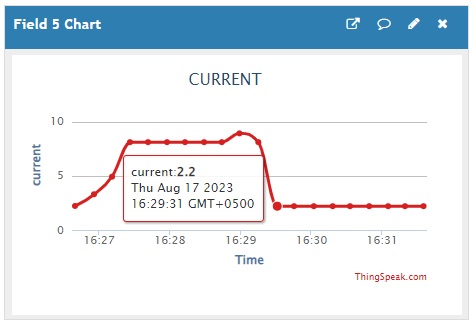 Field 5 Chart
CURRENT
current
10
5
0
current:2.2
Thu Aug 17 2023
16:29:31 GMT+0500
16:27
16:28
16:29
16:30
16:31
Time
ThingSpeak.com